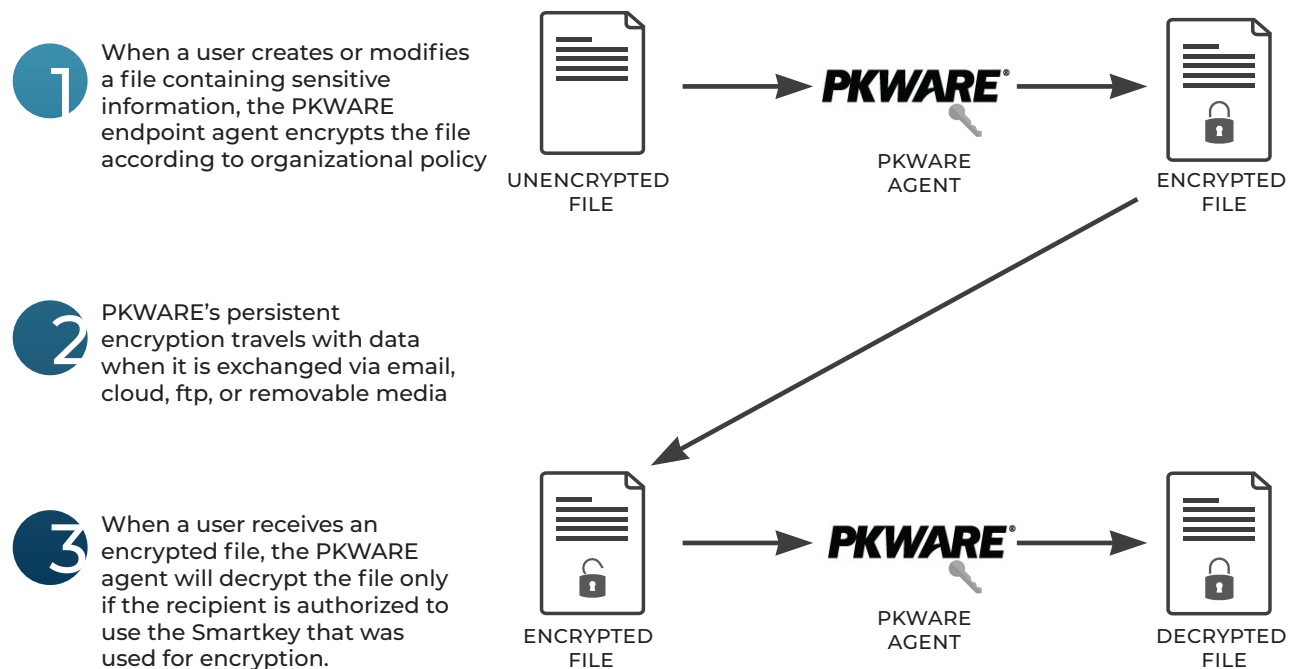 1
When a user creates or modifies
a file containing sensitive
information, the PKWARE
endpoint agent encrypts the file
according to organizational policy
UNENCRYPTED
FILE
PKWARE®
PKWARE
AGENT
ENCRYPTED
FILE
2
PKWARE’s persistent
encryption travels with data
when it is exchanged via email,
cloud, ftp, or removable media
3
When a user receives an
encrypted file, the PKWARE
agent will decrypt the file only
if the recipient is authorized to
use the Smartkey that was
used for encryption.
ENCRYPTED
FILE
PKWARE®
PKWARE
AGENT
DECRYPTED
FILE